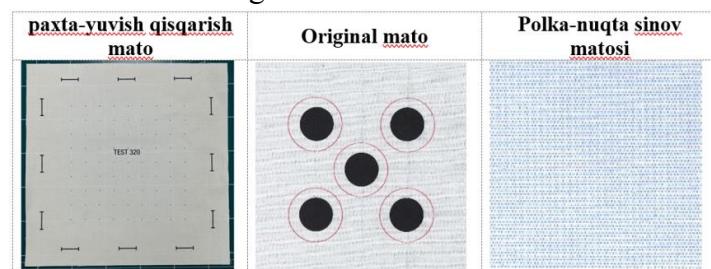 paxta-yuvish qisqarish
mato
Original mato
Polka-nuqta sinov
matosi
TEST 320